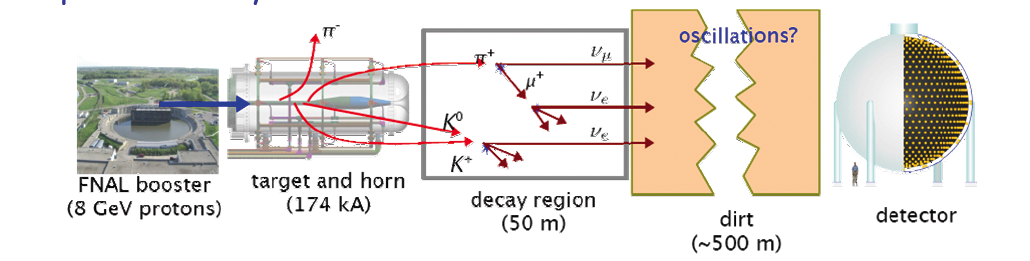 π⁻
oscillations?
π⁺
ν_μ
μ⁺
ν_e
K⁰
ν_e
K⁺
FNAL booster
(8 GeV protons)
target and horn
(174 kA)
decay region
(50 m)
dirt
(~500 m)
detector